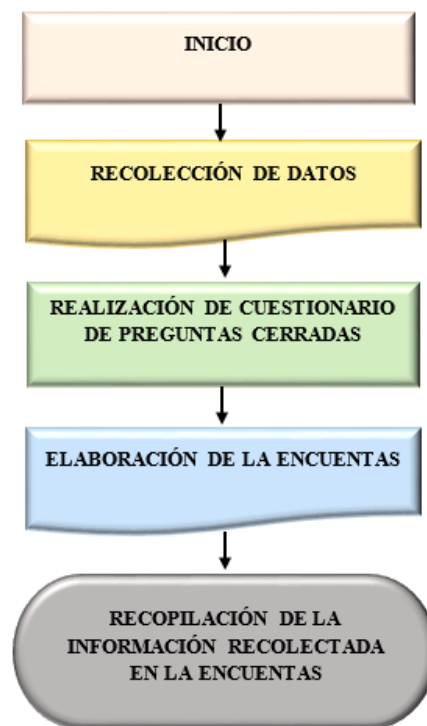 INICIO
RECOLECCIÓN DE DATOS
REALIZACIÓN DE CUESTIONARIO
DE PREGUNTAS CERRADAS
ELABORACIÓN DE LA ENCUENTAS
RECOPILACIÓN DE LA
INFORMACIÓN RECOLECTADA
EN LA ENCUENTAS